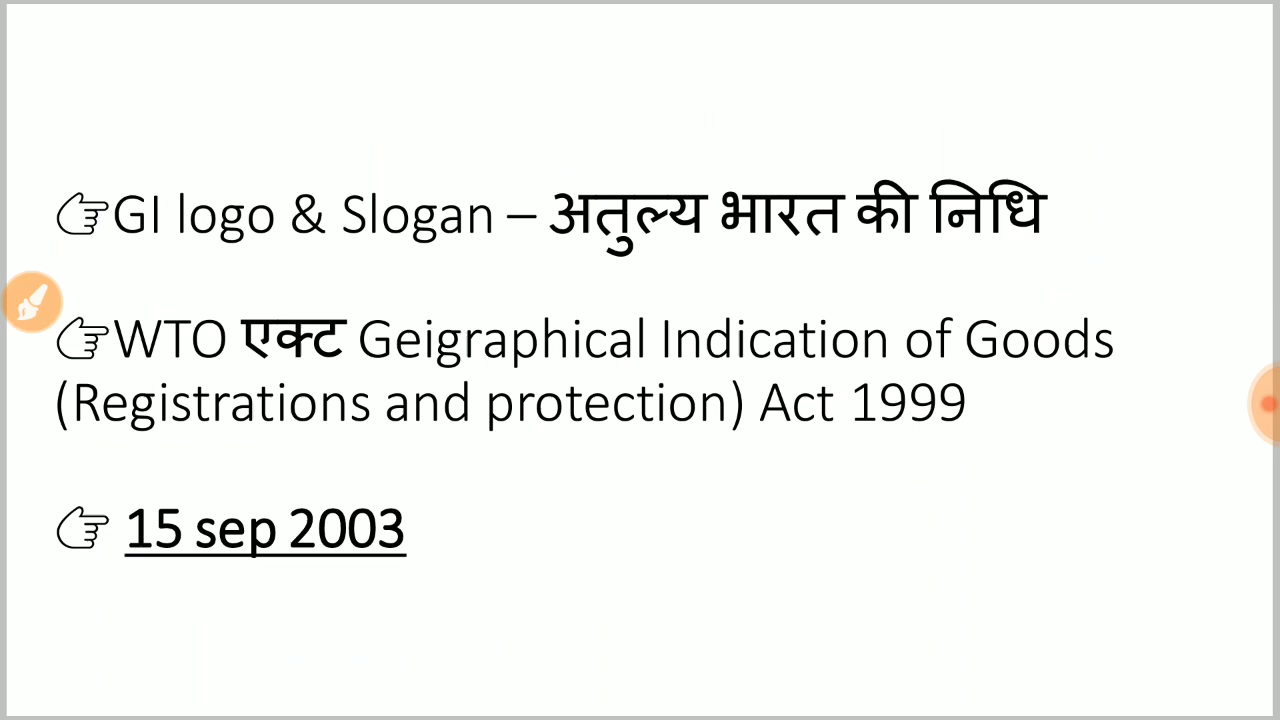 👉GI logo & Slogan – अतुल्य भारत की निधि
👉WTO एक्ट Geigraphical Indication of Goods
(Registrations and protection) Act 1999
👉 15 sep 2003